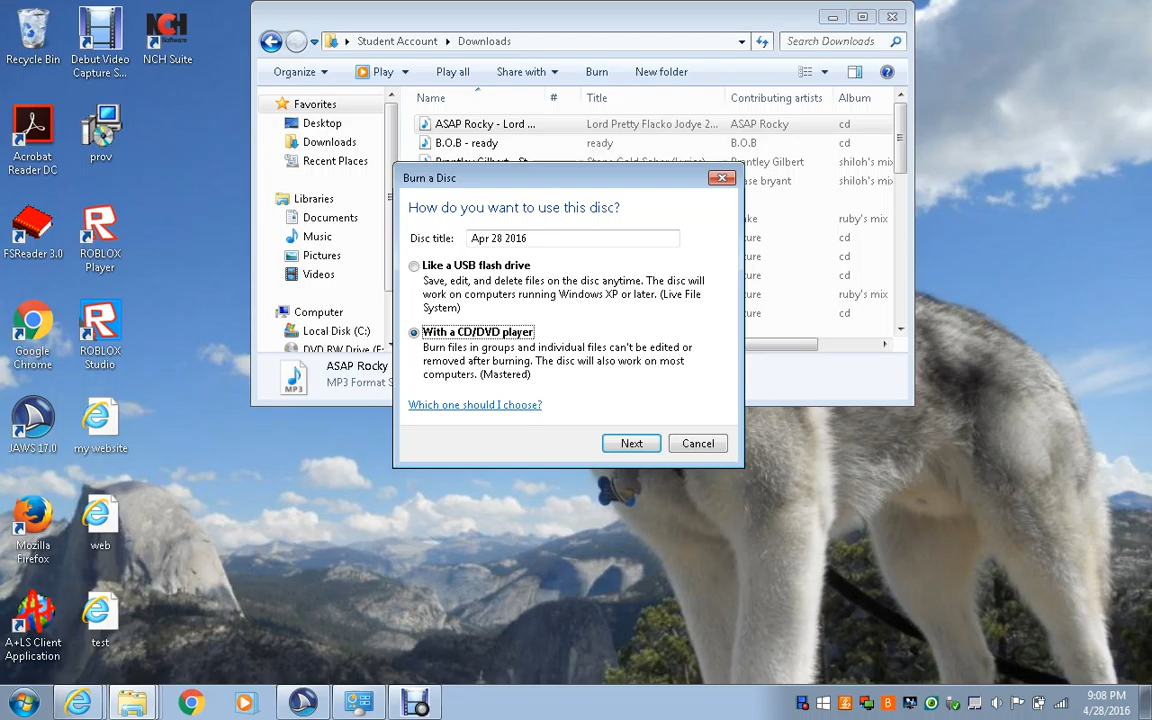 Recycle Bin
Debut Video
Capture S...
NCH Suite
Acrobat
Reader DC
prov
FSReader 3.0
ROBLOX
Player
Google
Chrome
ROBLOX
Studio
JAWS 17.0
my website
Mozilla
Firefox
web
A+LS Client
Application
test
NCH
Software
Student Account
Downloads
Search Downloads
Organize
Play
Play all
Share with
Burn
New folder
Favorites
Desktop
Downloads
Recent Places
Libraries
Documents
Music
Pictures
Videos
Computer
Local Disk (C:)
Name # Title Contributing artists Album
ASAP Rocky - Lord ... Lord Pretty Flacko Jodye 2... ASAP Rocky cd
B.O.B - ready ready B.O.B cd
Brantley Gilbert shiloh's mix
bryant shiloh's mix
ruby's mix
cd
cd
cd
ruby's mix
cd
ASAP Rocky
MP3 Format S
MP3
Burn a Disc
How do you want to use this disc?
Disc title: Apr 28 2016
Like a USB flash drive
Save, edit, and delete files on the disc anytime. The disc will
work on computers running Windows XP or later. (Live File
System)
With a CD/DVD player
Burn files in groups and individual files can't be edited or
removed after burning. The disc will also work on most
computers. (Mastered)
Which one should I choose?
Next
Cancel
9:08 PM
4/28/2016